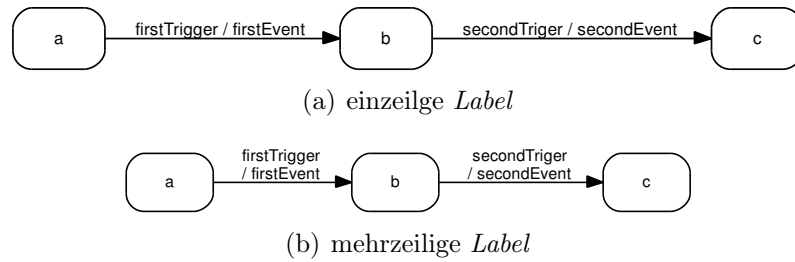 a firstTrigger / firstEvent b secondTriger / secondEvent c
(a) einzeilge Label
firstTrigger secondTriger
a / firstEvent b / secondEvent c
(b) mehrzeilige Label